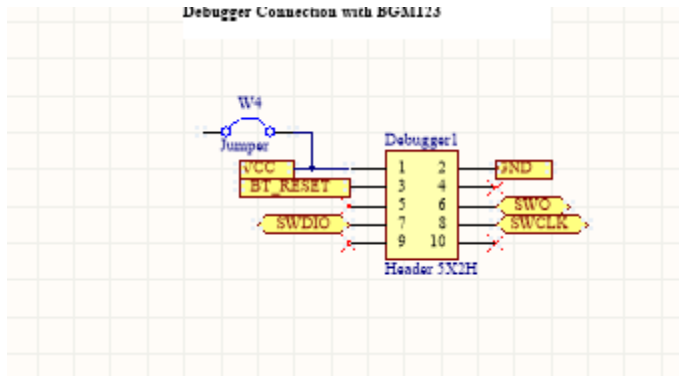 Debugger Connection with BGM123
W4
Jumper
Debugger1
VCC 1 2 GND
BT_RESET 3 4
5 6 SWO
SWDIO 7 8 SWCLK
9 10
Header 5X2H